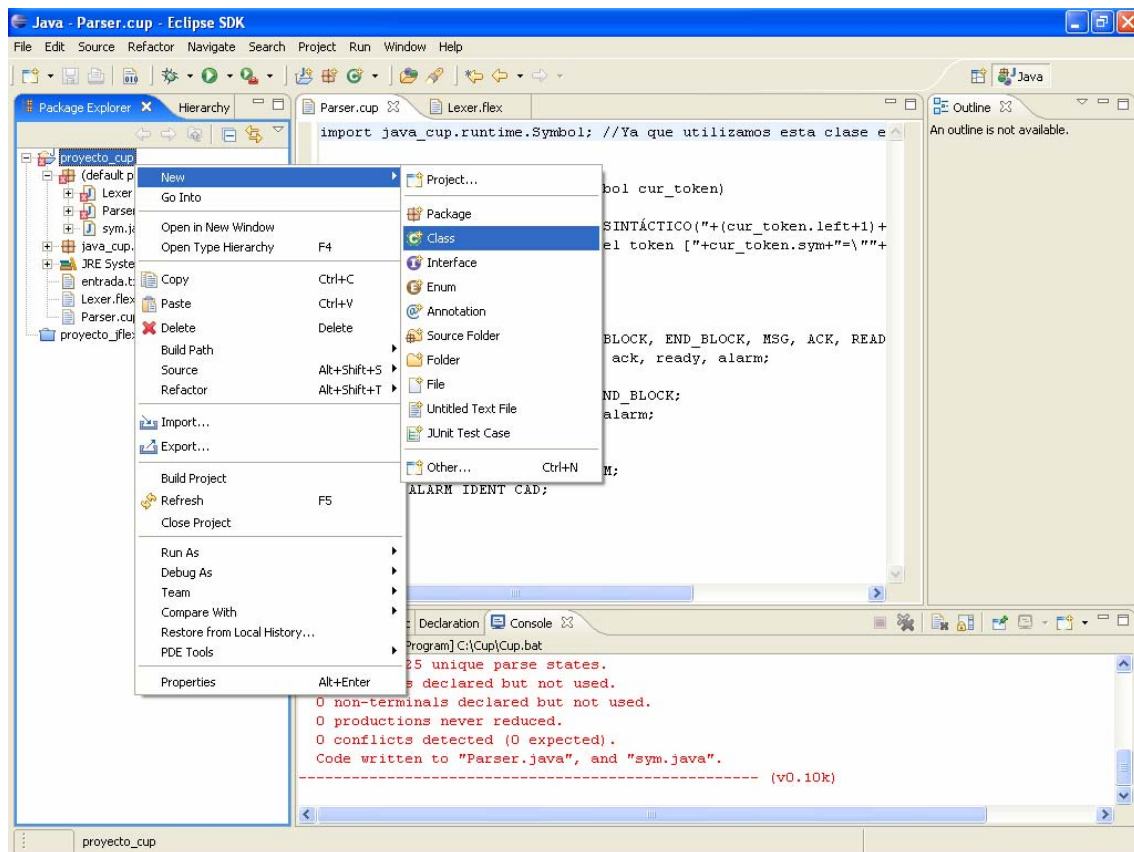 Java - Parser.cup - Eclipse SDK
File Edit Source Refactor Navigate Search Project Run Window Help
Java
Package Explorer
Hierarchy
proyecto_cup
(default p
Lexer
Parser
sym.ja
java_cup.
JRE Syste
entrada.t
Lexer.flex
Parser.cu
proyecto_jfle
New
Go Into
Open in New Window
Open Type Hierarchy F4
Copy Ctrl+C
Paste Ctrl+V
Delete Delete
Build Path
Source Alt+Shift+S
Refactor Alt+Shift+T
Import...
Export...
Build Project
Refresh F5
Close Project
Run As
Debug As
Team
Compare With
Restore from Local History...
PDE Tools
Properties Alt+Enter
Project...
Package
Class
Interface
Enum
Annotation
Source Folder
Folder
File
Untitled Text File
JUnit Test Case
Other... Ctrl+N
Parser.cup
Lexer.flex
import java_cup.runtime.Symbol; //Ya que utilizamos esta clase e
bol cur_token)
SINTÁCTICO("+(cur_token.left+1)+
el token ["+cur_token.sym+"=\""+
BLOCK, END_BLOCK, MSG, ACK, READ
ack, ready, alarm;
ND_BLOCK;
alarm;
M;
ALARM IDENT CAD;
Outline
An outline is not available.
Declaration
Console
Program] C:\Cup\Cup.bat
25 unique parse states.
s declared but not used.
0 non-terminals declared but not used.
0 productions never reduced.
0 conflicts detected (0 expected).
Code written to "Parser.java", and "sym.java".
---------------------------------------------------- (v0.10k)
proyecto_cup